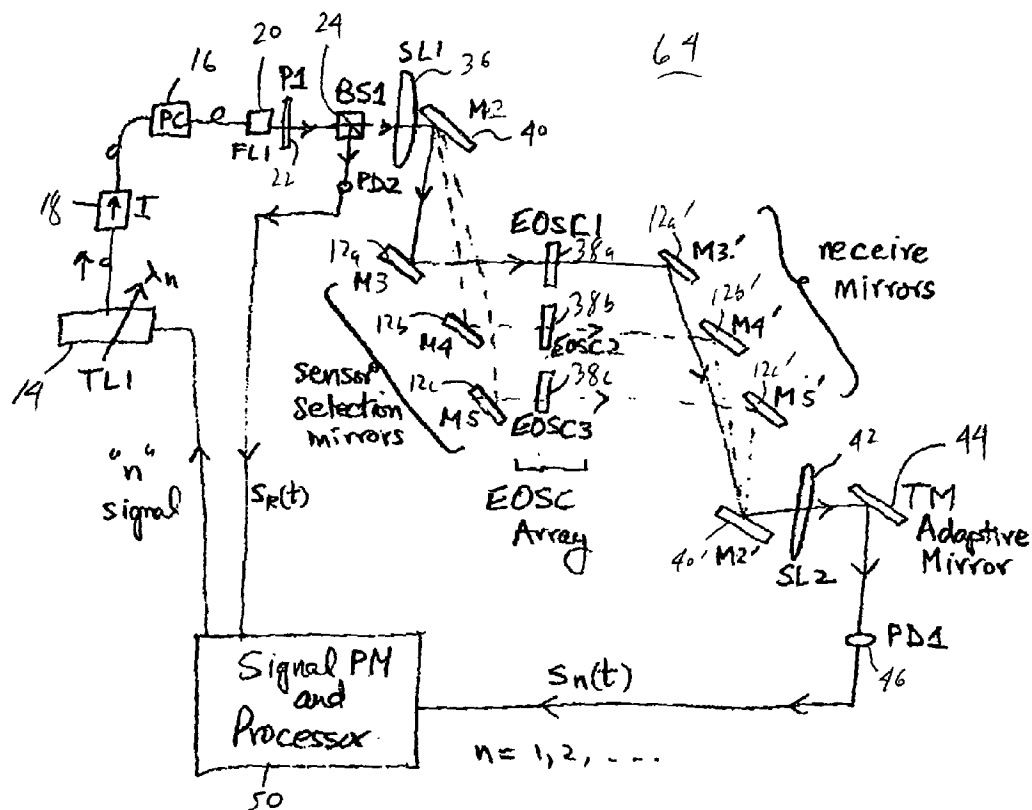 64
20
24
SL1
36
16
P1
BS1
M2
40
PC
FL1
22
PD2
18
I
λn
14
TL1
12a
M3
EOSC1
38a
12a'
M3'
receive
mirrors
12b
M4
38b
EOSC2
12b'
M4'
sensor
selection
mirrors
12c
M5
38c
EOSC3
12c'
M5'
EOSC
Array
"n"
signal
SR(t)
40'
M2'
42
SL2
44
TM
Adaptive
Mirror
PD1
46
Signal PM
and
Processor
50
Sn(t)
n= 1, 2, ....